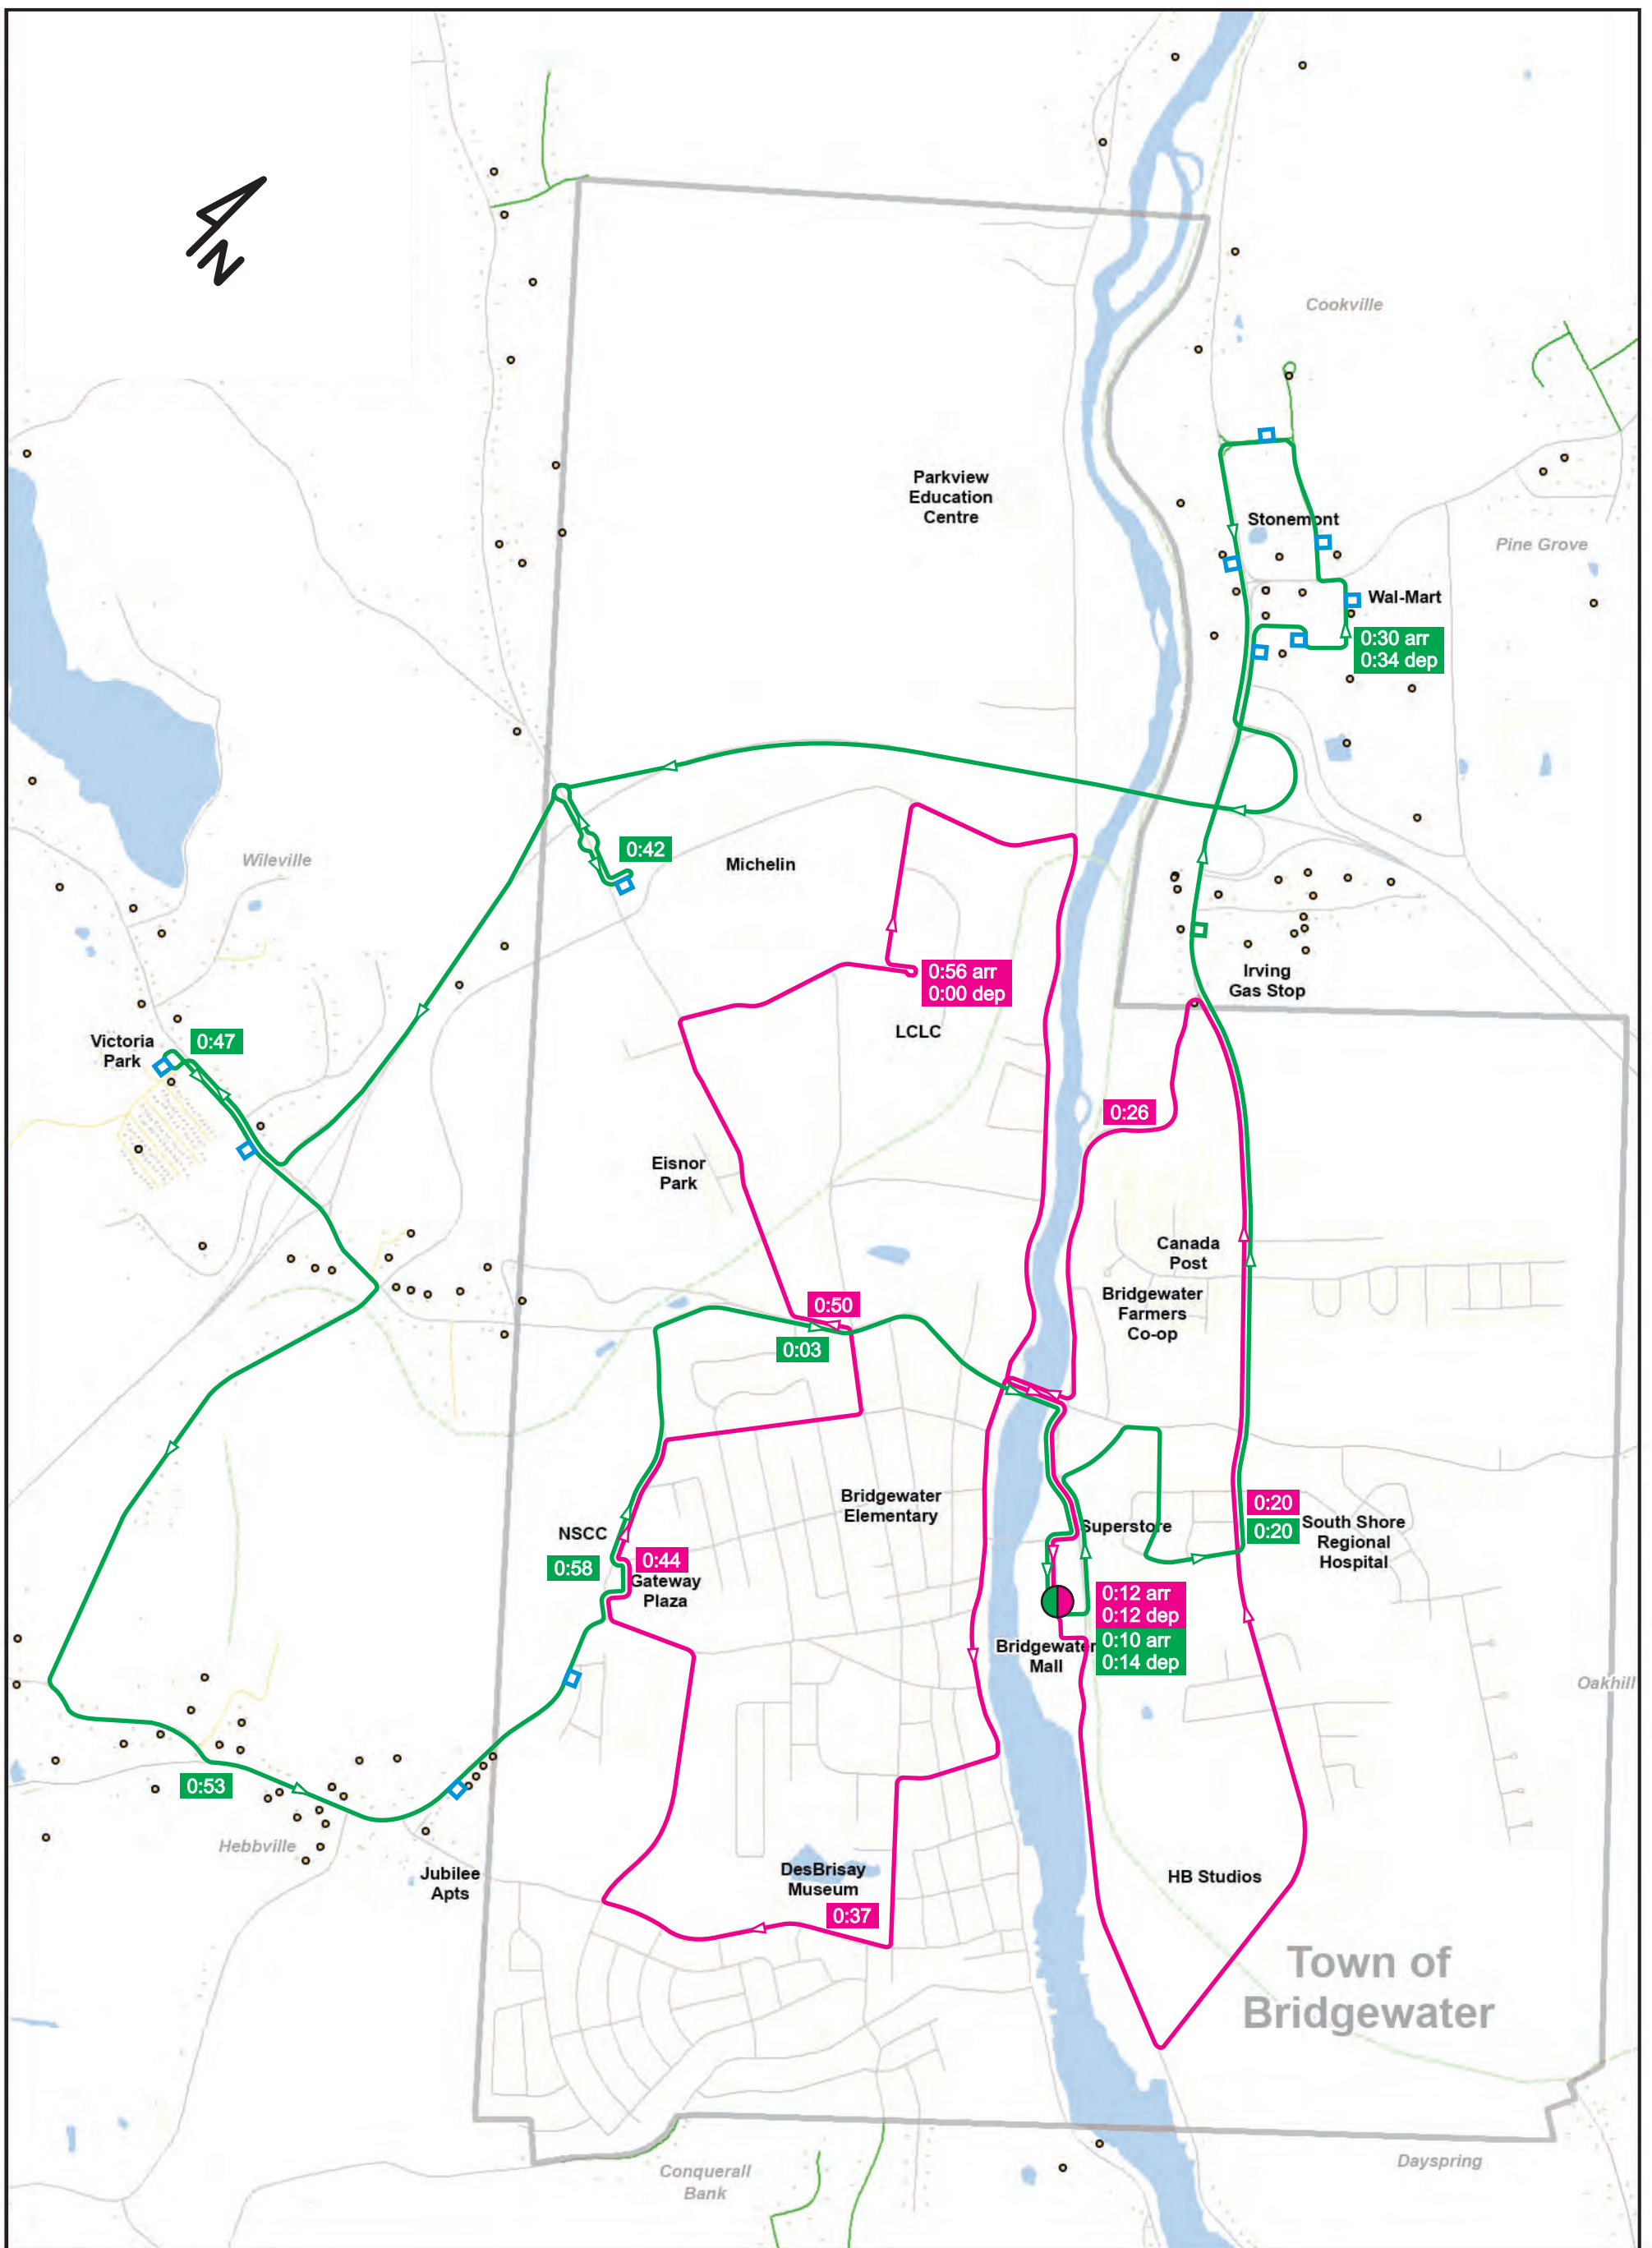 N
Cookville
Parkview
Education
Centre
Stonemont
Pine Grove
Wal-Mart
0:30 arr
0:34 dep
0:42
Michelin
Wileville
0:56 arr
0:00 dep
Irving
Gas Stop
LCLC
Victoria
Park
0:47
0:26
Eisnor
Park
Canada
Post
Bridgewater
Farmers
Co-op
0:50
0:03
Bridgewater
Elementary
NSCC
0:58
0:44
Gateway
Plaza
Superstore
0:20
0:20
South Shore
Regional
Hospital
0:12 arr
0:12 dep
0:10 arr
0:14 dep
Bridgewater
Mall
Oakhill
0:53
Hebbville
Jubilee
Apts
DesBrisay
Museum
0:37
HB Studios
Town of
Bridgewater
Conquerall
Bank
Dayspring